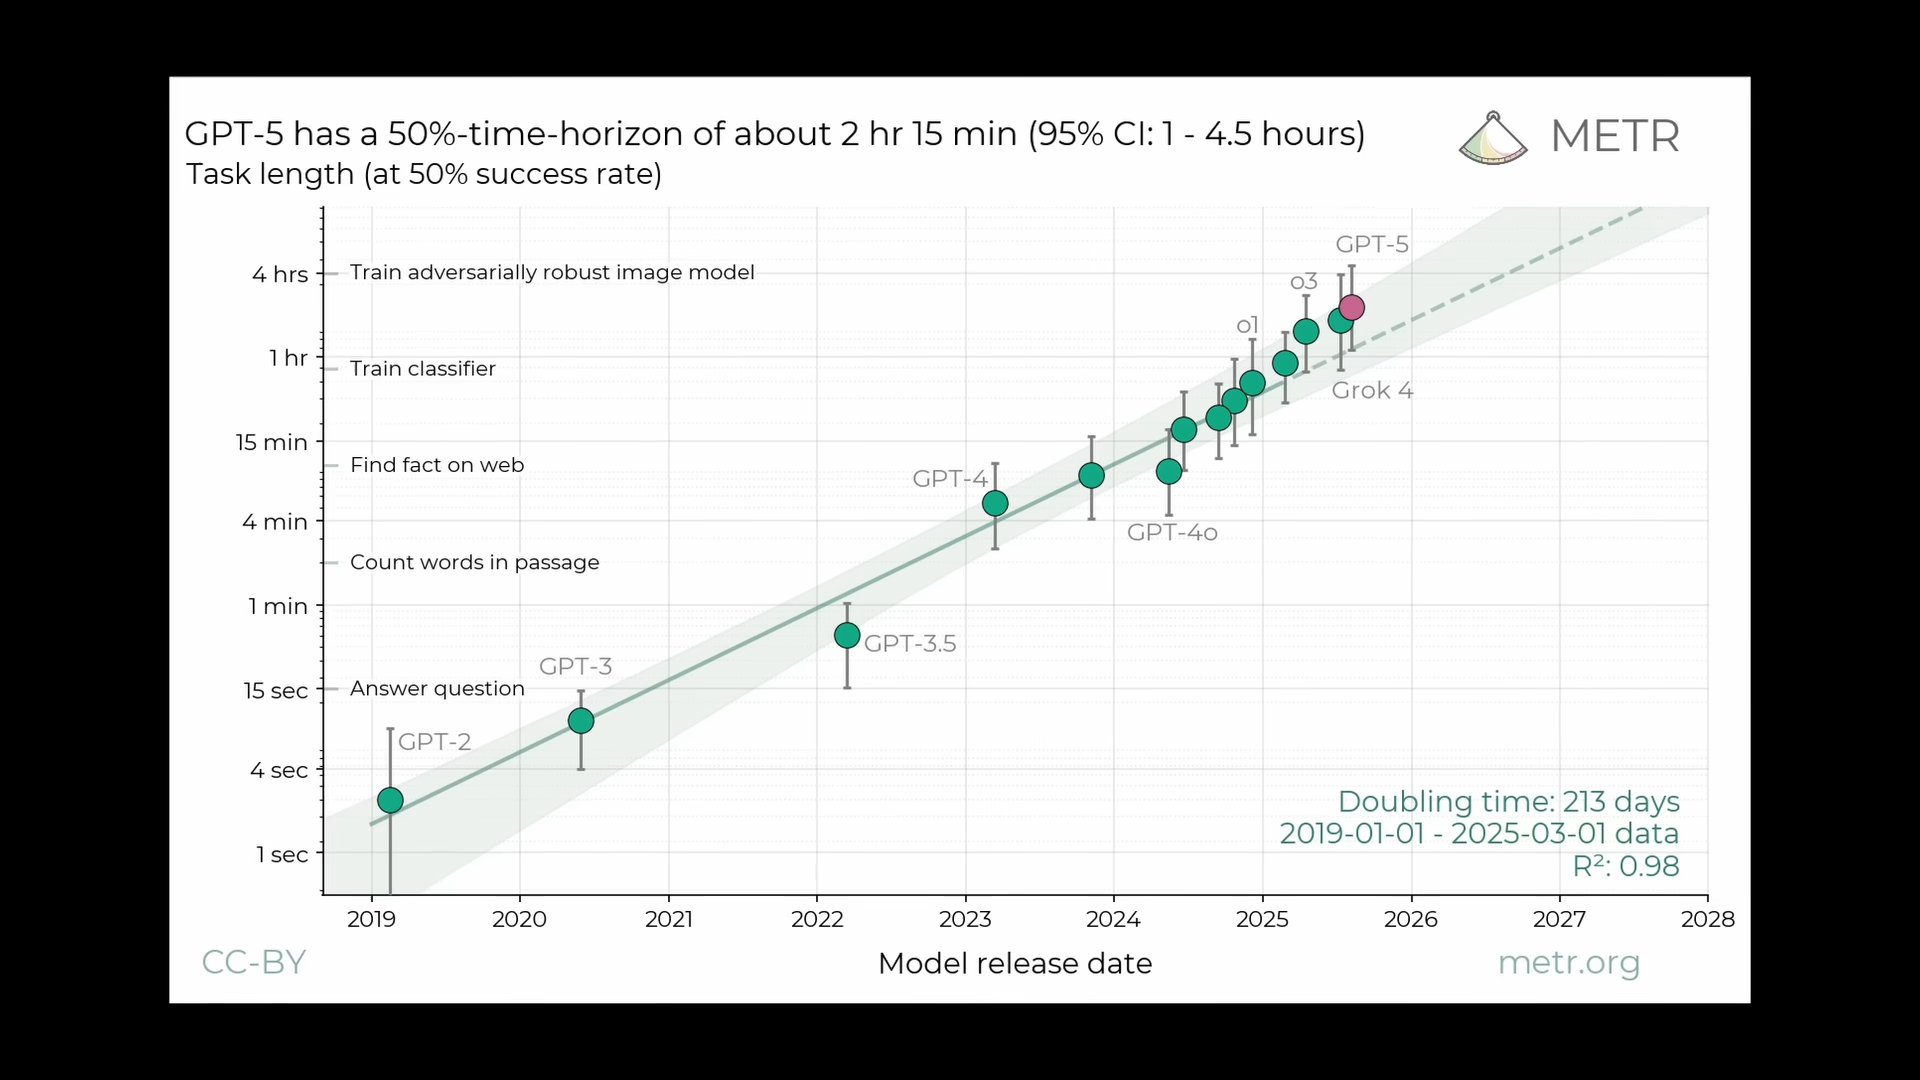 GPT-5 has a 50%-time-horizon of about 2 hr 15 min (95% CI: 1 - 4.5 hours)
METR
Task length (at 50% success rate)
GPT-5
4 hrs
Train adversarially robust image model
o3
o1
1 hr
Train classifier
Grok 4
15 min
Find fact on web
GPT-4
4 min
GPT-4o
Count words in passage
1 min
GPT-3.5
GPT-3
15 sec
Answer question
GPT-2
4 sec
Doubling time: 213 days
2019-01-01 - 2025-03-01 data
R²: 0.98
1 sec
2019 2020 2021 2022 2023 2024 2025 2026 2027 2028
CC-BY
Model release date
metr.org